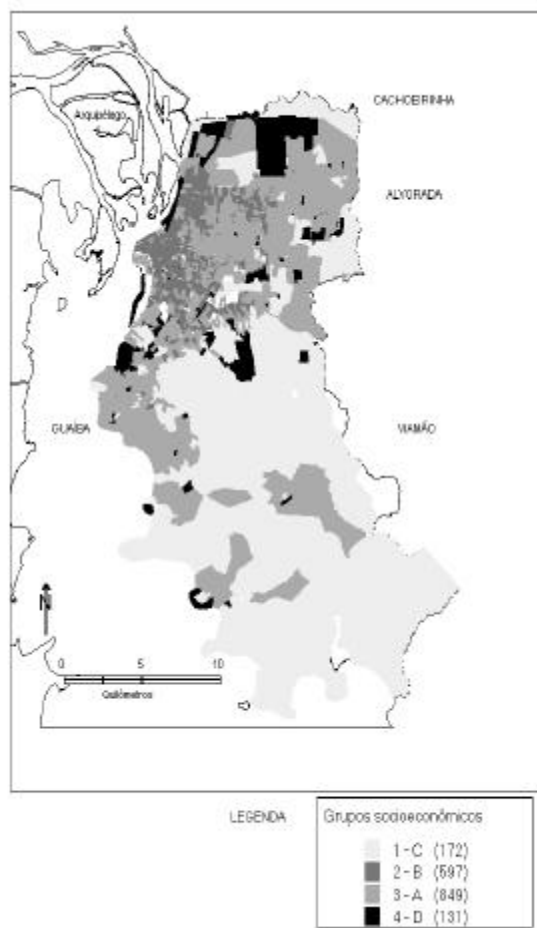 CACHOEIRINHA
Arquipélago
ALVORADA
GUAÍBA
VIAMÃO
N
0 5 10
Quilômetros
LEGENDA
Grupos socioeconômicos
1 - C (172)
2 - B (597)
3 - A (849)
4 - D (131)